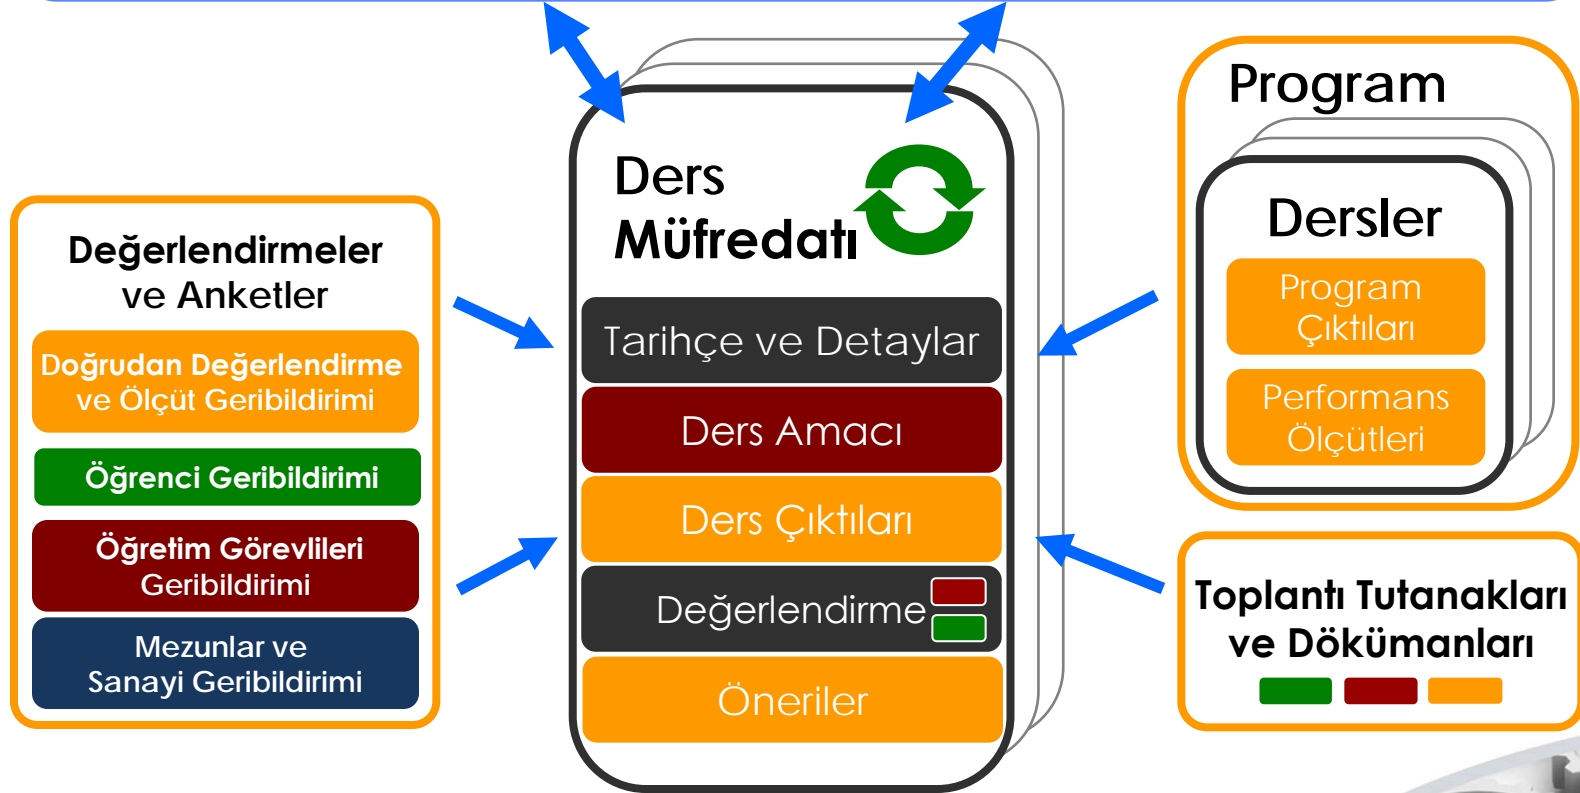 Değerlendirmeler
ve Anketler
Doğrudan Değerlendirme
ve Ölçüt Geribildirimi
Öğrenci Geribildirimi
Öğretim Görevlileri
Geribildirimi
Mezunlar ve
Sanayi Geribildirimi
Ders
Müfredatı
Tarihçe ve Detaylar
Ders Amacı
Ders Çıktıları
Değerlendirme
Öneriler
Program
Dersler
Program
Çıktıları
Performans
Ölçütleri
Toplantı Tutanakları
ve Dökümanları